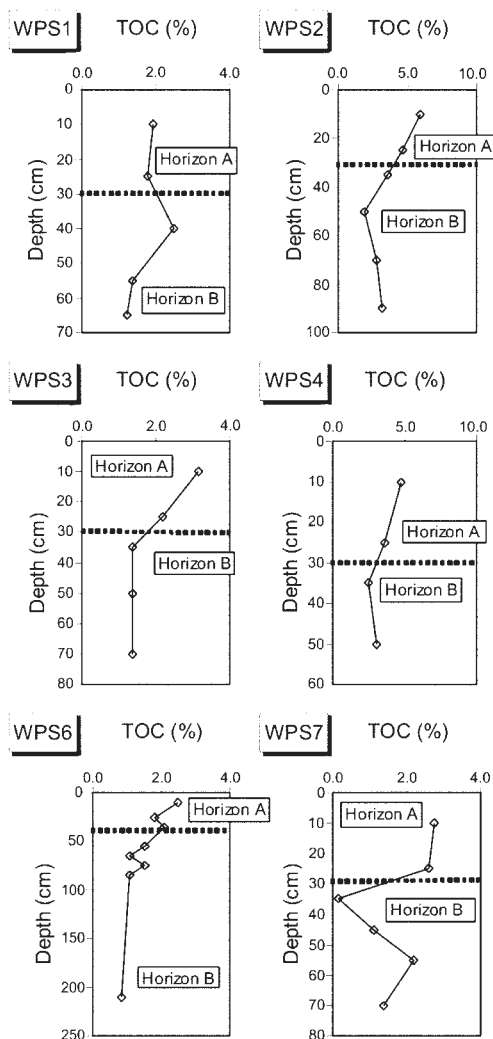 WPS1 TOC (%)
0.0 2.0 4.0
0
10
20
30
40
50
60
70
Depth (cm)
Horizon A
Horizon B
WPS2 TOC (%)
0.0 5.0 10.0
0
20
40
60
80
100
Depth (cm)
Horizon A
Horizon B
WPS3 TOC (%)
0.0 2.0 4.0
0
10
20
30
40
50
60
70
80
Depth (cm)
Horizon A
Horizon B
WPS4 TOC (%)
0.0 5.0 10.0
0
10
20
30
40
50
60
Depth (cm)
Horizon A
Horizon B
WPS6 TOC (%)
0.0 2.0 4.0
0
50
100
150
200
250
Depth (cm)
Horizon A
Horizon B
WPS7 TOC (%)
0.0 2.0 4.0
0
10
20
30
40
50
60
70
80
Depth (cm)
Horizon A
Horizon B